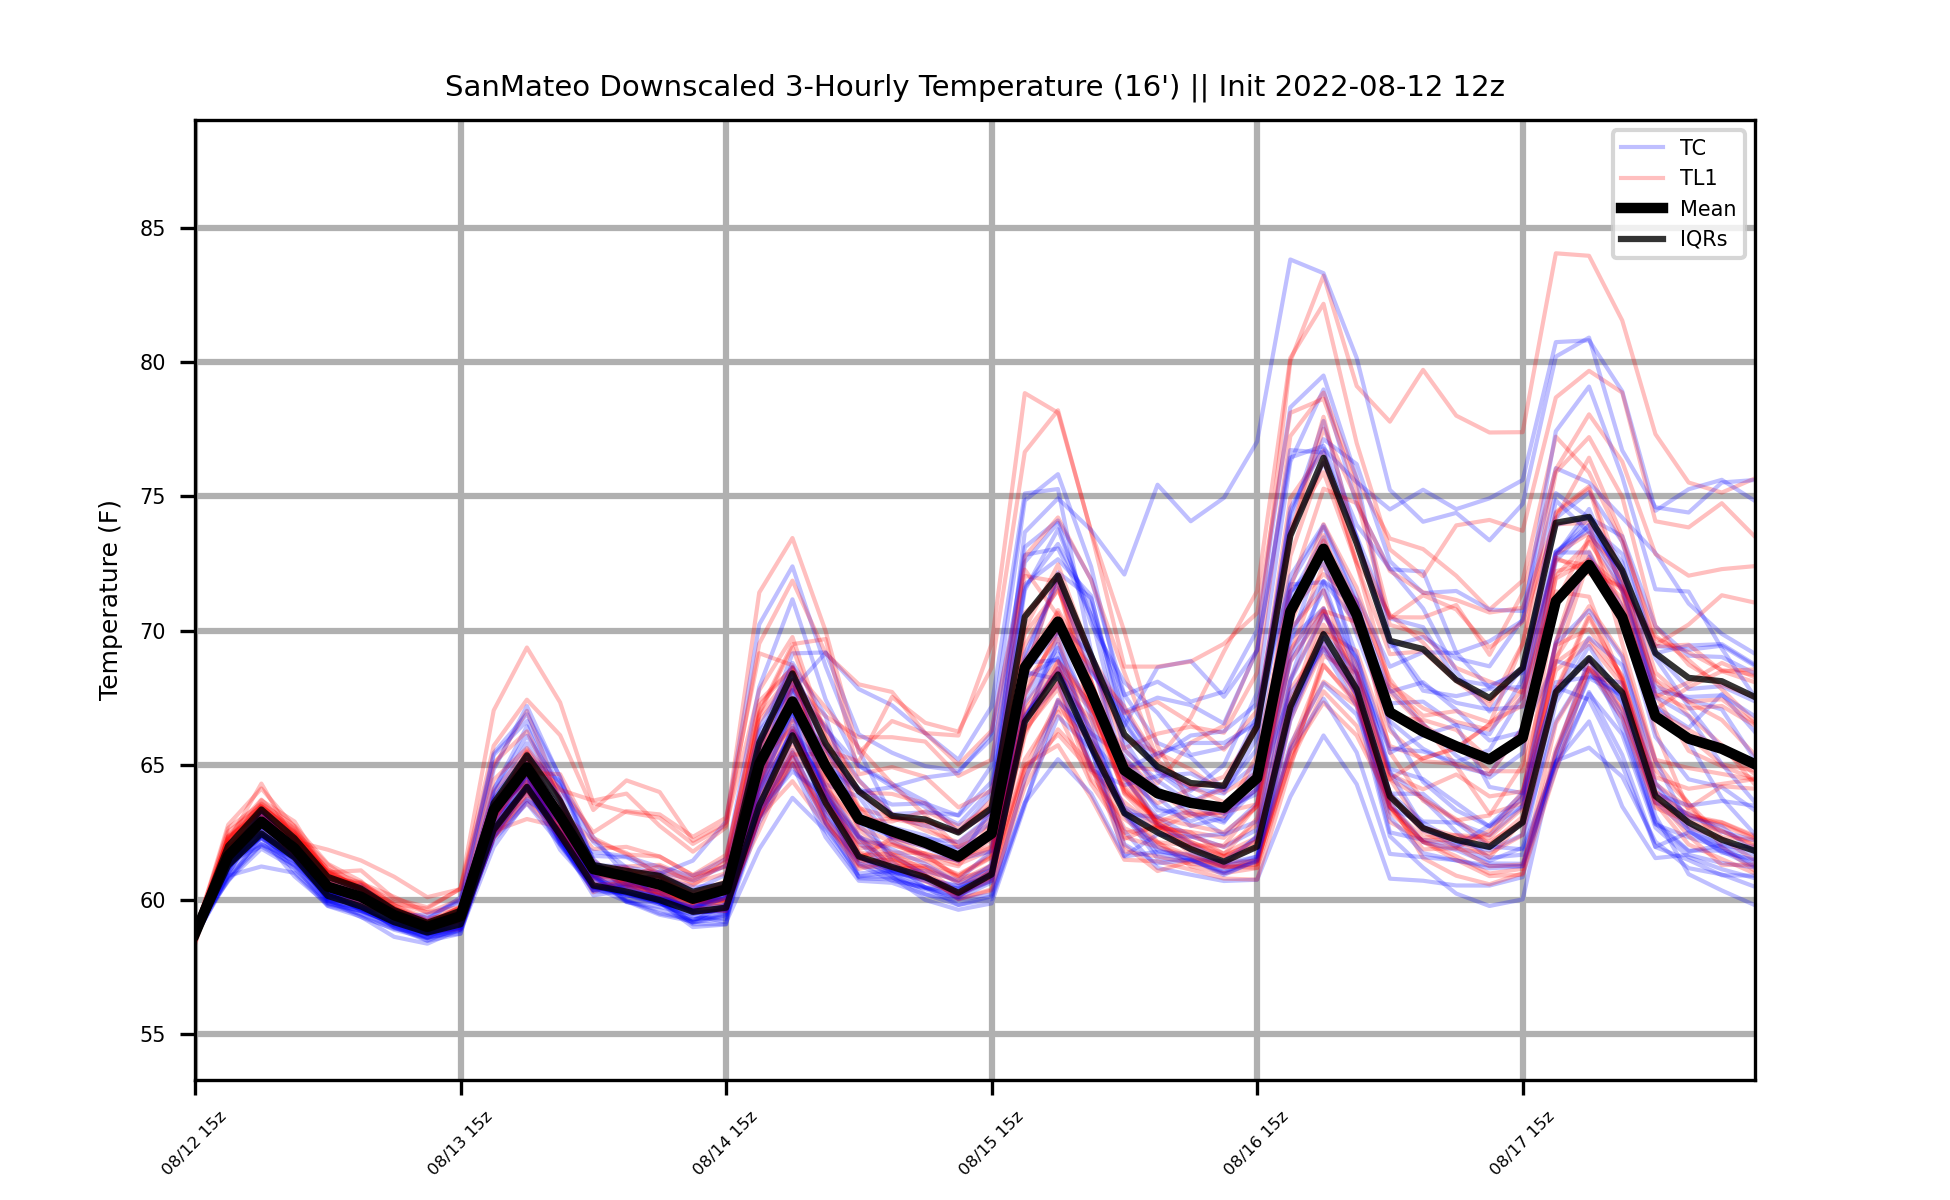 SanMateo Downscaled 3-Hourly Temperature (16') || Init 2022-08-12 12z
TC
TL1
Mean
IQRs
Temperature (F)
85
80
75
70
65
60
55
08/12 15z
08/13 15z
08/14 15z
08/15 15z
08/16 15z
08/17 15z